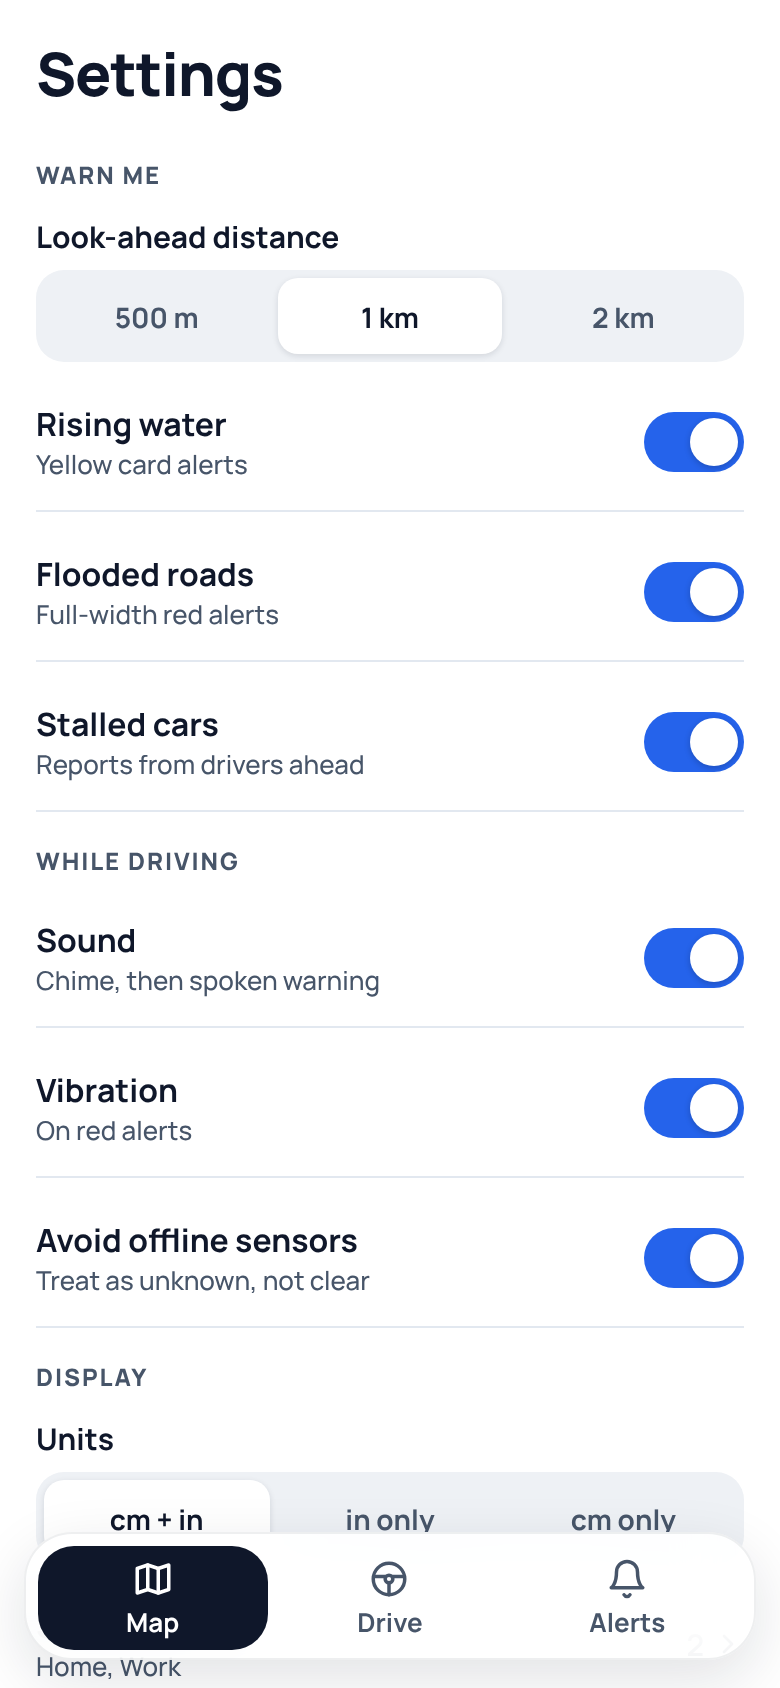 Settings
WARN ME
Look-ahead distance
500 m
1 km
2 km
Rising water
Yellow card alerts
Flooded roads
Full-width red alerts
Stalled cars
Reports from drivers ahead
WHILE DRIVING
Sound
Chime, then spoken warning
Vibration
On red alerts
Avoid offline sensors
Treat as unknown, not clear
DISPLAY
Units
cm + in
in only
cm only
Map
Drive
Alerts
2
Home, Work